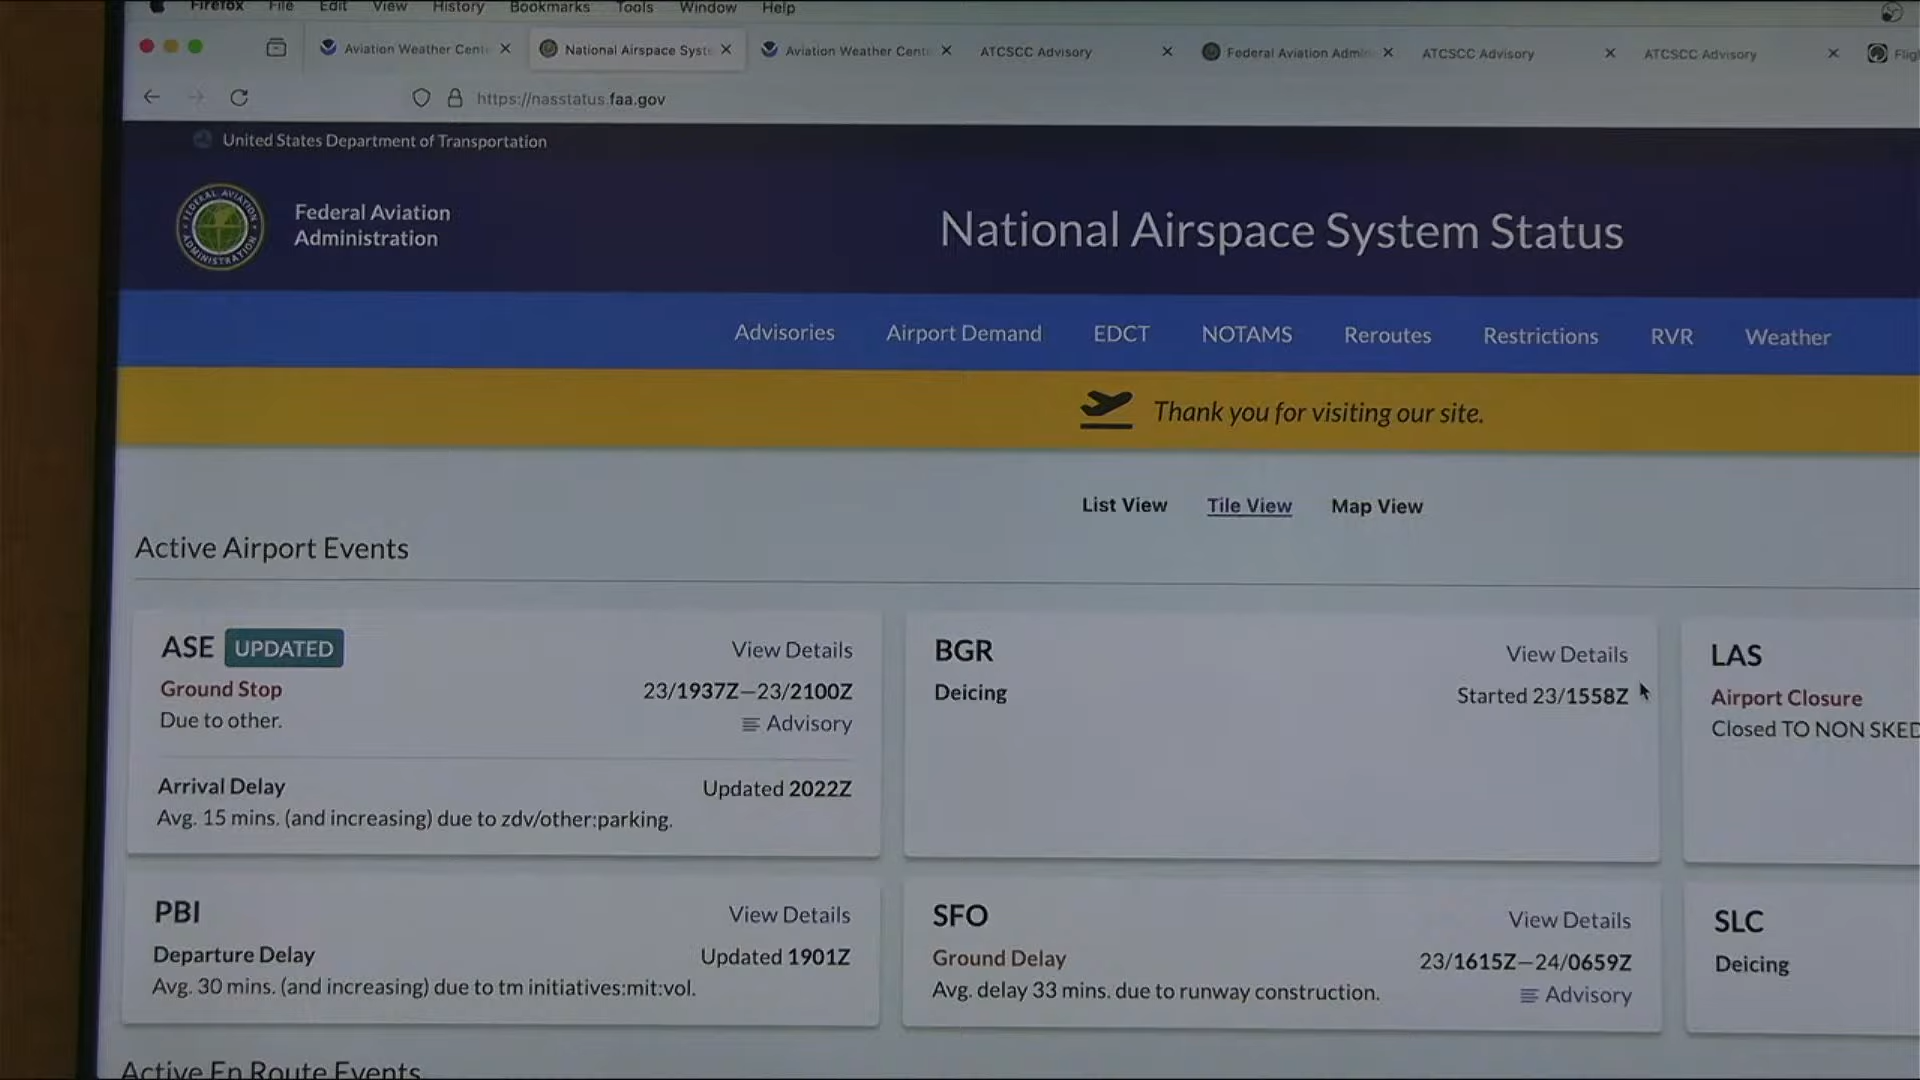 Firefox File Edit View History Bookmarks Tools Window Help
Aviation Weather Cent
National Airspace Syst
Aviation Weather Cent
ATCSCC Advisory
Federal Aviation Admin
ATCSCC Advisory
ATCSCC Advisory
Flig
https://nasstatus.faa.gov
United States Department of Transportation
FEDERAL AVIATION ADMINISTRATION
Federal Aviation
Administration
National Airspace System Status
Advisories Airport Demand EDCT NOTAMS Reroutes Restrictions RVR Weather
Thank you for visiting our site.
List View Tile View Map View
Active Airport Events
ASE UPDATED View Details
Ground Stop 23/1937Z—23/2100Z
Due to other. Advisory
Arrival Delay Updated 2022Z
Avg. 15 mins. (and increasing) due to zdv/other:parking.
BGR View Details
Deicing Started 23/1558Z
LAS
Airport Closure
Closed TO NON SKED
PBI View Details
Departure Delay Updated 1901Z
Avg. 30 mins. (and increasing) due to tm initiatives:mit:vol.
SFO View Details
Ground Delay 23/1615Z—24/0659Z
Avg. delay 33 mins. due to runway construction. Advisory
SLC
Deicing
Active En Route Events